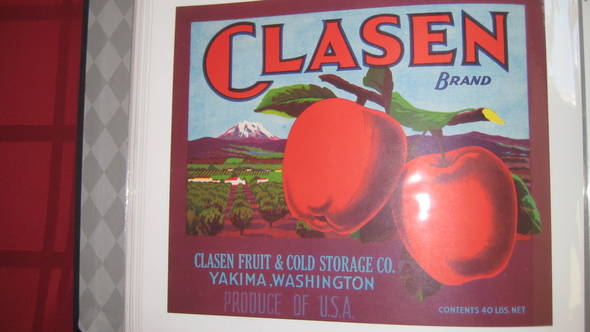 CLASEN
BRAND
CLASEN FRUIT & COLD STORAGE CO.
YAKIMA, WASHINGTON
PRODUCE OF U.S.A.
CONTENTS 40 LBS. NET